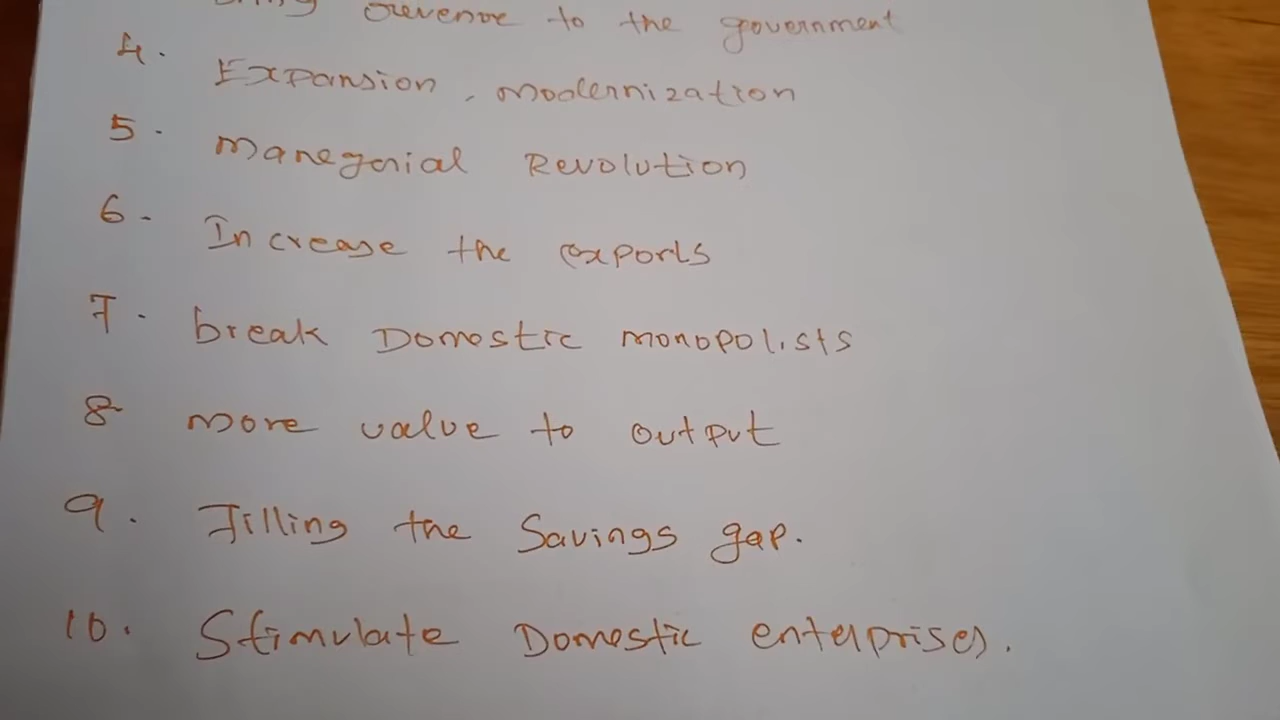 revenue to the government
4. Expansion, modernization
5. Manegerial Revolution
6. Increase the exports
7. break Domestic monopolists
8 more value to output
9. Filling the Savings gap.
10. Stimulate Domestic enterprises.